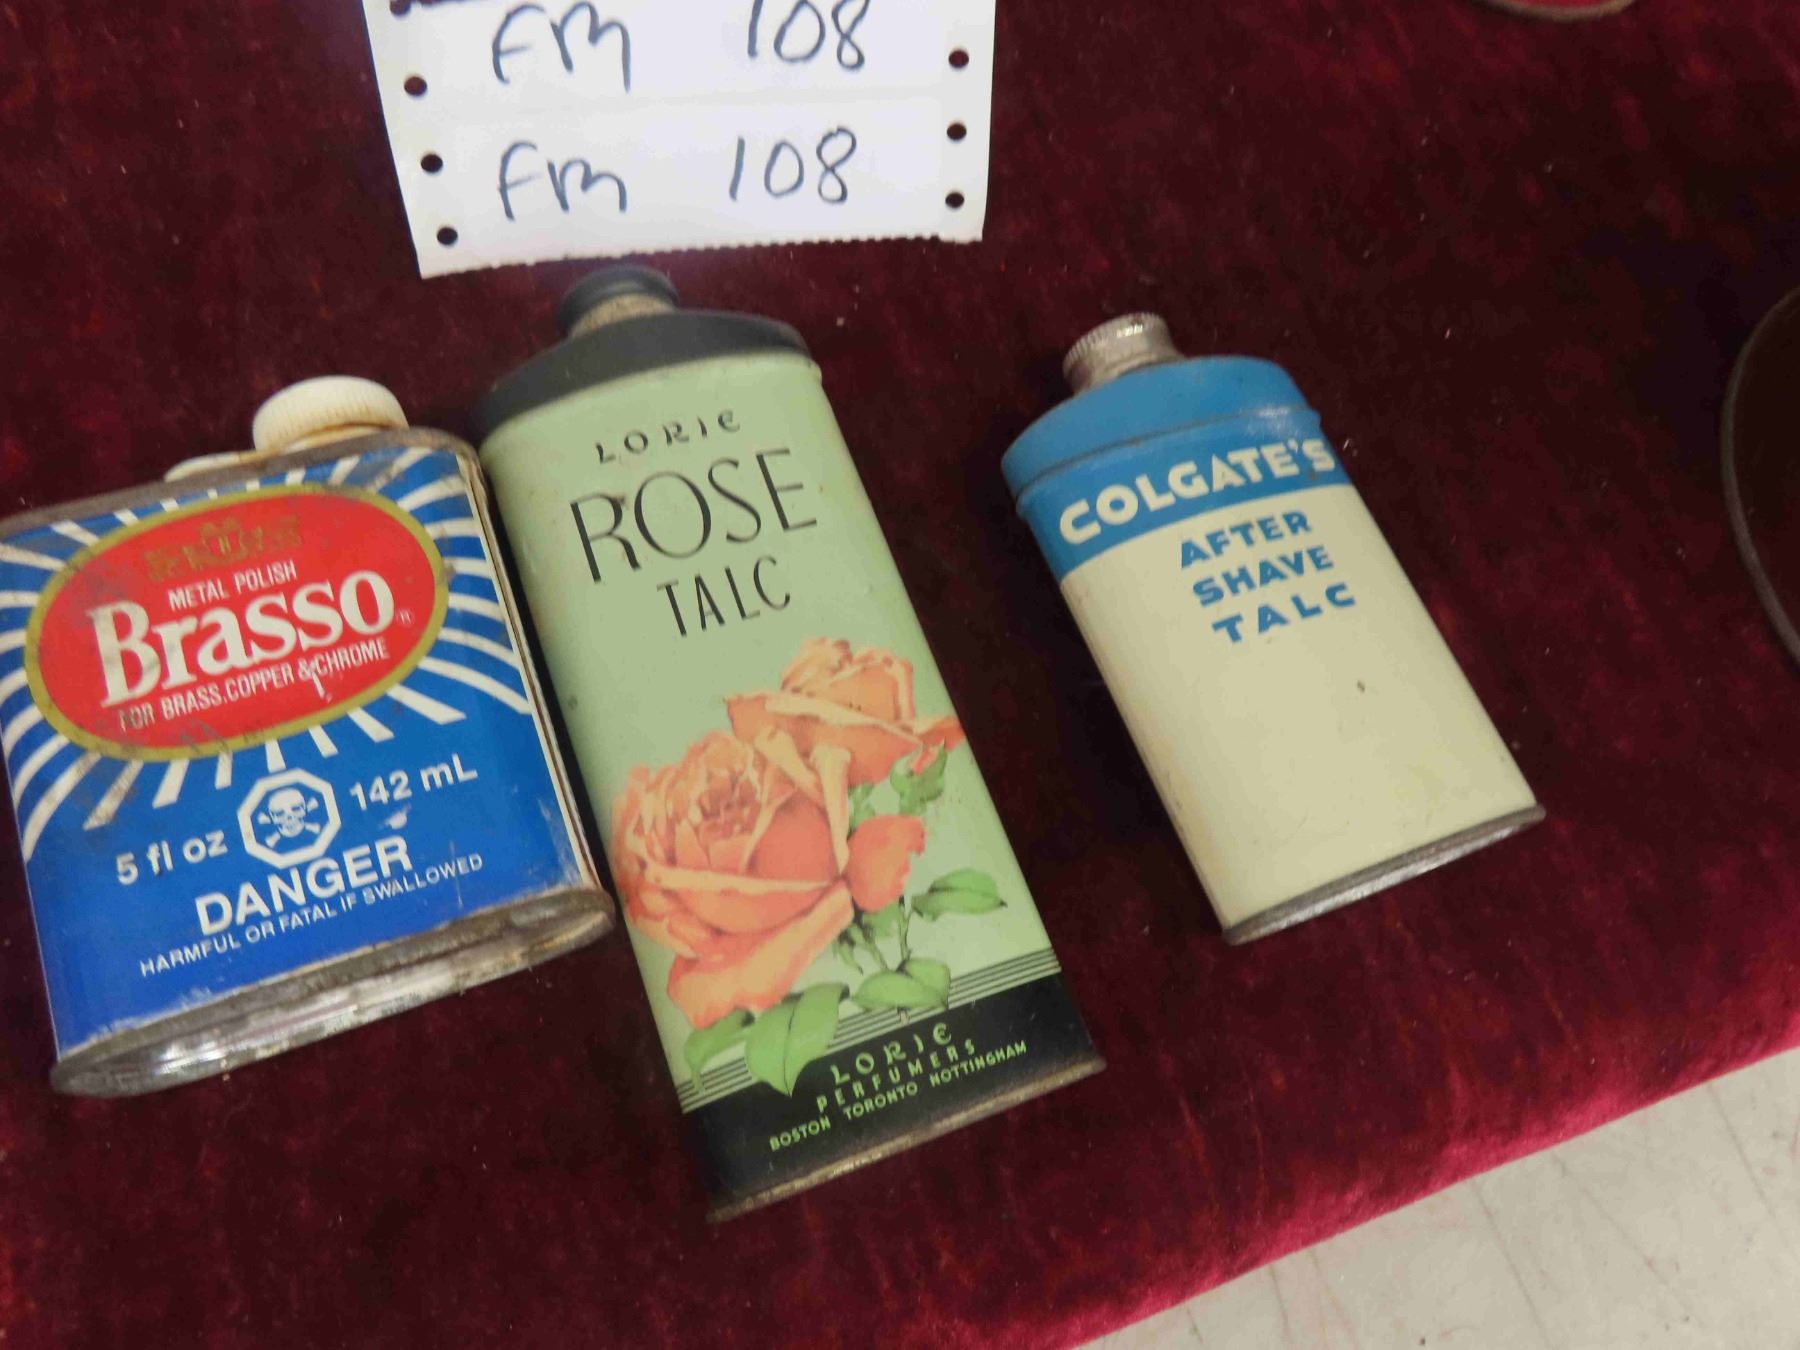 FM 108
FM 108
METAL POLISH
Brasso®
FOR BRASS.COPPER & CHROME
5 fl oz 142 mL
DANGER
HARMFUL OR FATAL IF SWALLOWED
LORIE
ROSE
TALC
LORIE
PERFUMERS
BOSTON TORONTO NOTTINGHAM
COLGATE'S
AFTER
SHAVE
TALC